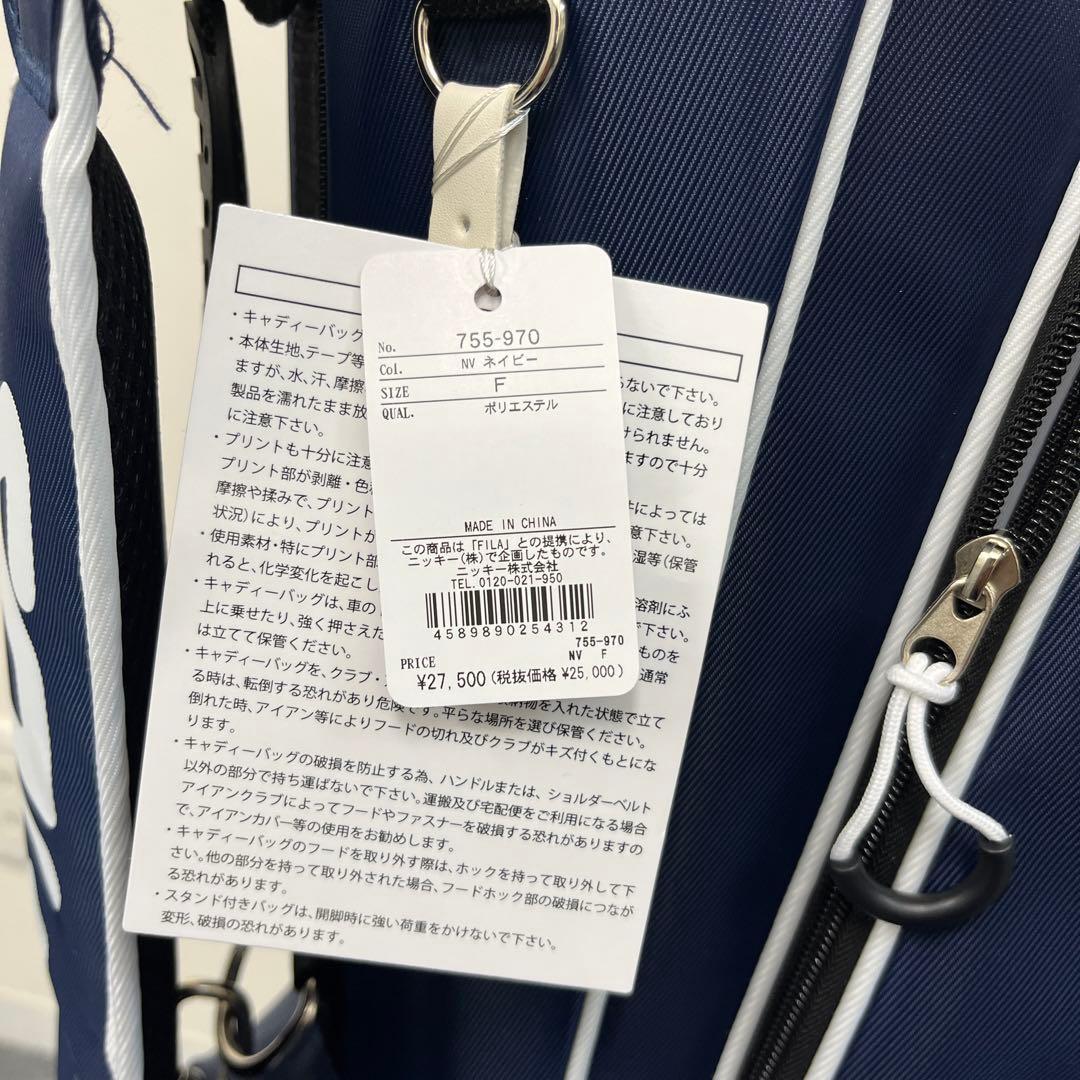 No. 755-970
Col. NV ネイビー
SIZE F
QUAL. ポリエステル
MADE IN CHINA
この商品は「FILA」との提携により、
ニッキー(株)で企画したものです。
ニッキー株式会社
TEL.0120-021-950
4589890254312
755-970
NV F
PRICE
¥27,500(税抜価格 ¥25,000)
・キャディーバッグ
らないで下さい。
・本体生地、テープ等
に注意しており
ますが、水、汗、摩擦
けられません。
製品を濡れたまま放
ますので十分
に注意下さい。
・プリントも十分に注意
によっては
プリント部が剥離・色
意下さい。
摩擦や揉みで、プリント
湿等(保管
状況)により、プリントが
・使用素材・特にプリント部
溶剤にふ
れると、化学変化を起こし
で下さい。
・キャディーバッグは、車の
ものを
上に乗せたり、強く押さえた
通常
は立てて保管ください。
・キャディーバッグを、クラブ・
納物を入れた状態で立て
る時は、転倒する恐れがあり危険です。平らな場所を選び保管ください。
倒れた時、アイアン等によりフードの切れ及びクラブがキズ付くもとにな
ります。
・キャディーバッグの破損を防止する為、ハンドルまたは、ショルダーベルト
以外の部分で持ち運ばないで下さい。運搬及び宅配便をご利用になる場合
アイアンクラブによってフードやファスナーを破損する恐れがありますの
で、アイアンカバー等の使用をお勧めします。
・キャディーバッグのフードを取り外す際は、ホックを持って取り外して下
さい。他の部分を持って取り外された場合、フードホック部の破損につなが
る恐れがあります。
・スタンド付きバッグは、開脚時に強い荷重をかけないで下さい。
変形、破損の恐れがあります。